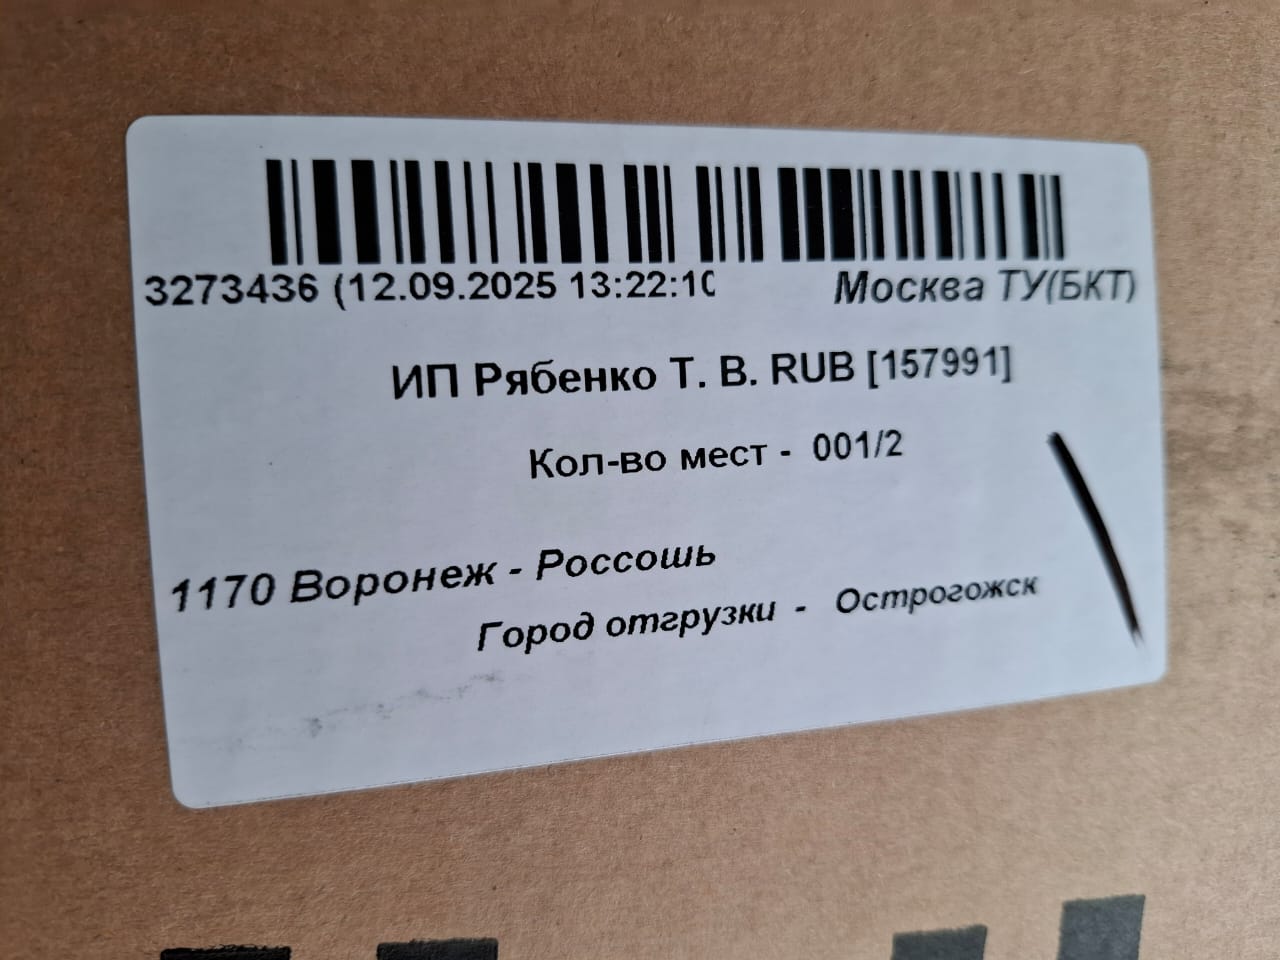 3273436 (12.09.2025 13:22:10 Москва ТУ(БКТ)
ИП Рябенко Т. В. RUB [157991]
Кол-во мест - 001/2
1170 Воронеж - Россошь
Город отгрузки - Острогожск